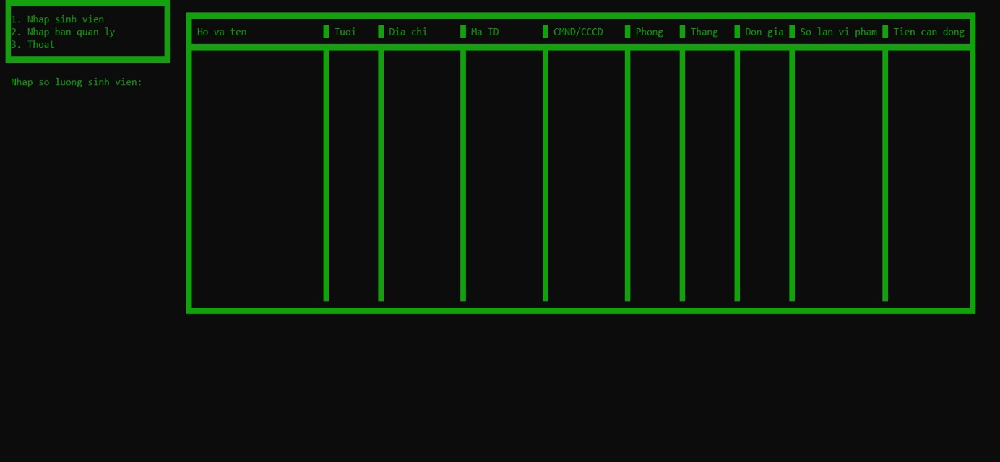 1. Nhap sinh vien
2. Nhap ban quan ly
3. Thoat
Nhap so luong sinh vien:
Ho va ten Tuoi Dia chi Ma ID CMND/CCCD Phong Thang Don gia So lan vi pham Tien can dong